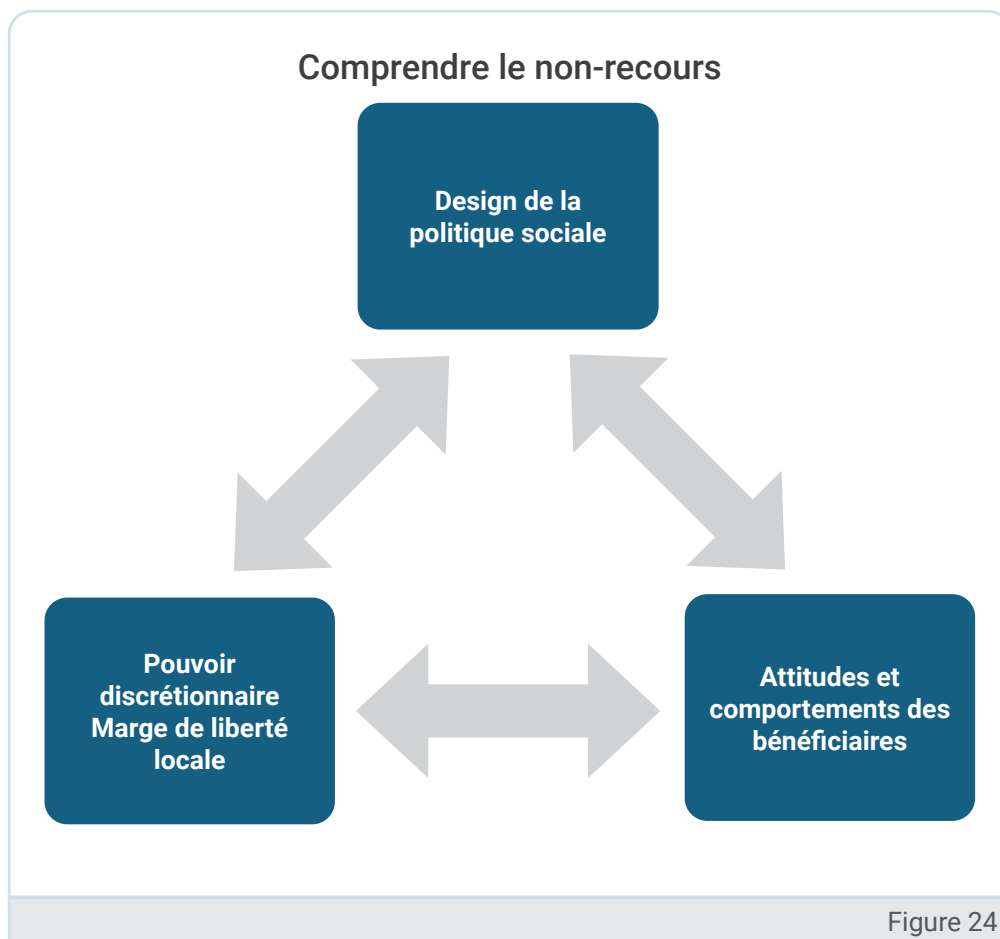 Comprendre le non-recours
Design de la
politique sociale
Pouvoir
discrétionnaire
Marge de liberté
locale
Attitudes et
comportements des
bénéficiaires
Figure 24